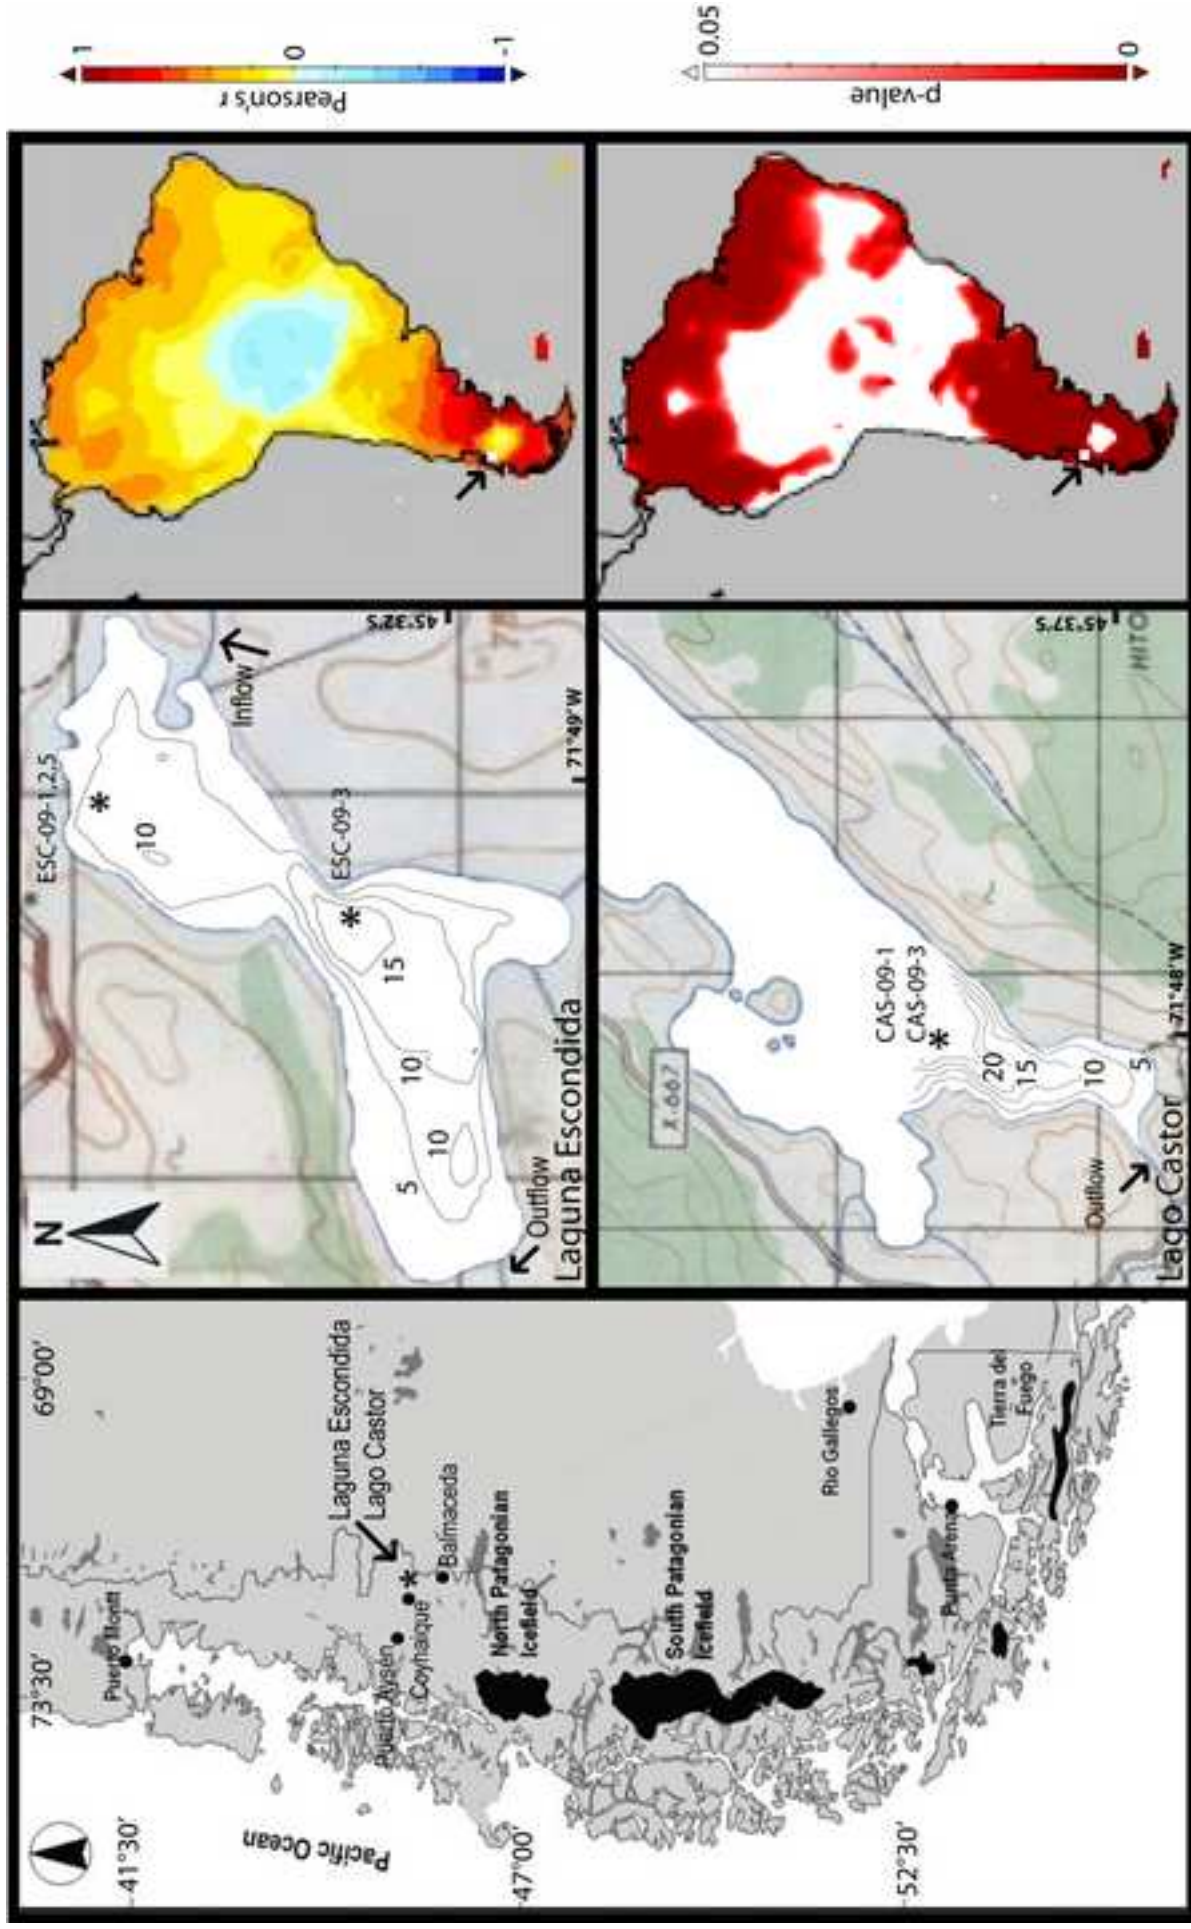 Pacific Ocean
41°30'
47°00'
52°30'
73°30'
69°00'
Puerto Montt
Laguna Escondida
Lago Castor
Puerto Aysén
Coyhaique
Balmaceda
North Patagonian
Icefield
South Patagonian
Icefield
Rio Gallegos
Punta Arena
Tierra del
Fuego
N
ESC-09-1,2,5
10
ESC-09-3
15
10
10
5
Inflow
Outflow
Laguna Escondida
71°49'W
45°32'S
X-667
CAS-09-1
CAS-09-3
20
15
10
5
Outflow
Lago Castor
71°48'W
45°37'S
HITO
1
0
-1
Pearson's r
0.05
0
p-value